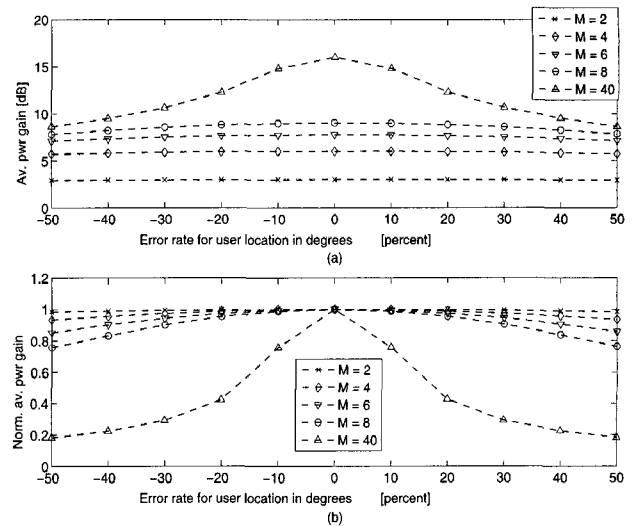 M = 2
M = 4
M = 6
M = 8
M = 40
20
15
10
5
0
Av. pwr gain [dB]
−50 −40 −30 −20 −10 0 10 20 30 40 50
Error rate for user location in degrees [percent]
(a)
1.2
1
0.8
0.6
0.4
0.2
0
Norm. av. pwr gain
M = 2
M = 4
M = 6
M = 8
M = 40
−50 −40 −30 −20 −10 0 10 20 30 40 50
Error rate for user location in degrees [percent]
(b)